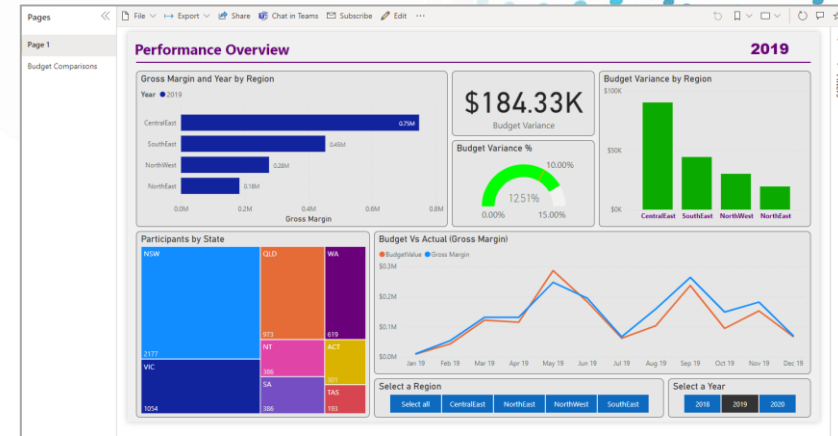 Pages
File
Export
Share
Chat in Teams
Subscribe
Edit
Page 1
Budget Comparisons
Performance Overview
2019
Gross Margin and Year by Region
Year 2019
CentralEast
0.75M
SouthEast
0.45M
NorthWest
0.28M
NorthEast
0.18M
0.0M 0.2M 0.4M 0.6M 0.8M
Gross Margin
$184.33K
Budget Variance
Budget Variance %
10.00%
12.51%
0.00% 15.00%
Budget Variance by Region
$100K
$50K
$0K
CentralEast SouthEast NorthWest NorthEast
Participants by State
NSW
2177
VIC
1054
QLD
973
WA
619
NT
386
SA
386
ACT
TAS
193
Budget Vs Actual (Gross Margin)
BudgetValue Gross Margin
$0.3M
$0.2M
$0.1M
$0.0M
Jan 19 Feb 19 Mar 19 Apr 19 May 19 Jun 19 Jul 19 Aug 19 Sep 19 Oct 19 Nov 19 Dec 19
Select a Region
Select all CentralEast NorthEast NorthWest SouthEast
Select a Year
2018 2019 2020